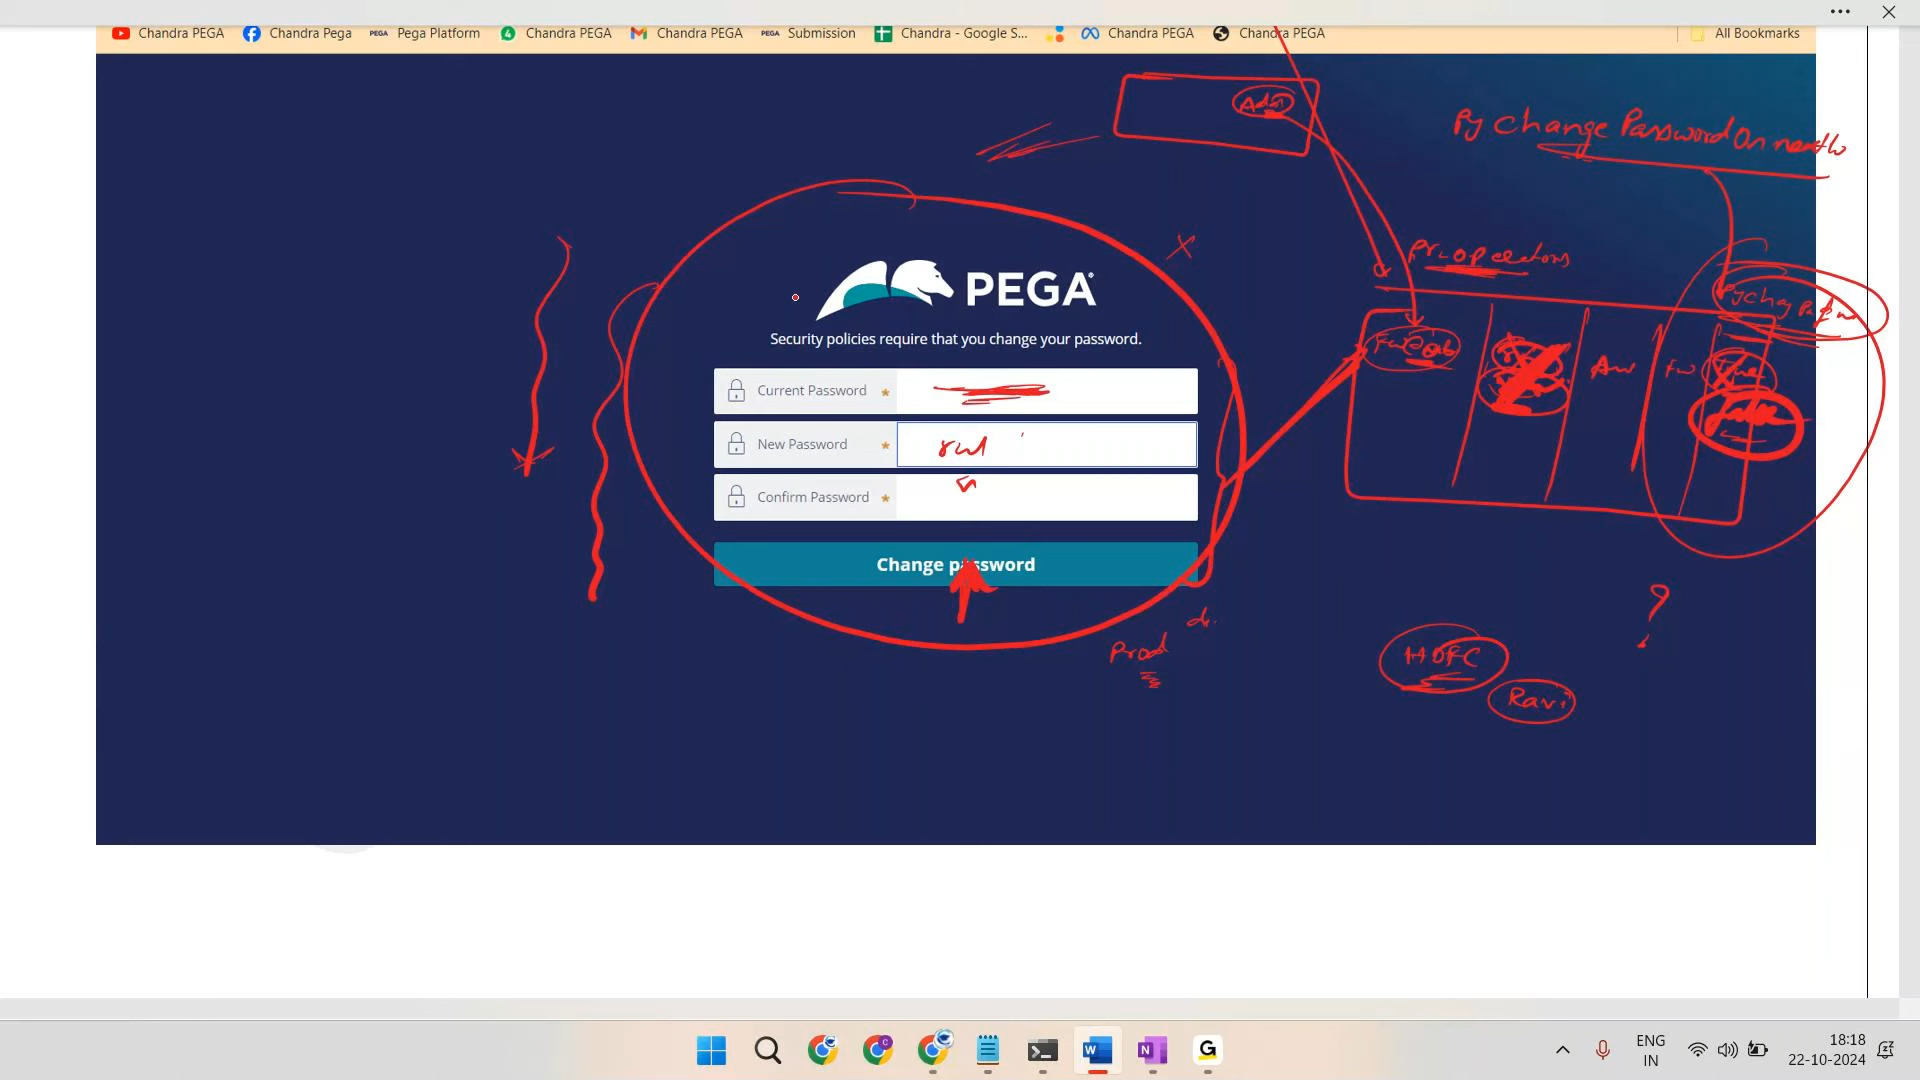 Chandra PEGA Chandra Pega PEGA Pega Platform Chandra PEGA Chandra PEGA PEGA Submission Chandra - Google S... Chandra PEGA Chandra PEGA All Bookmarks
Py Change Password On
PEGA
Security policies require that you change your password.
Current Password *
New Password *
Confirm Password *
Change password
Prod
HDFC
Ravi
?
W
N
G
ENG
IN
18:18
22-10-2024